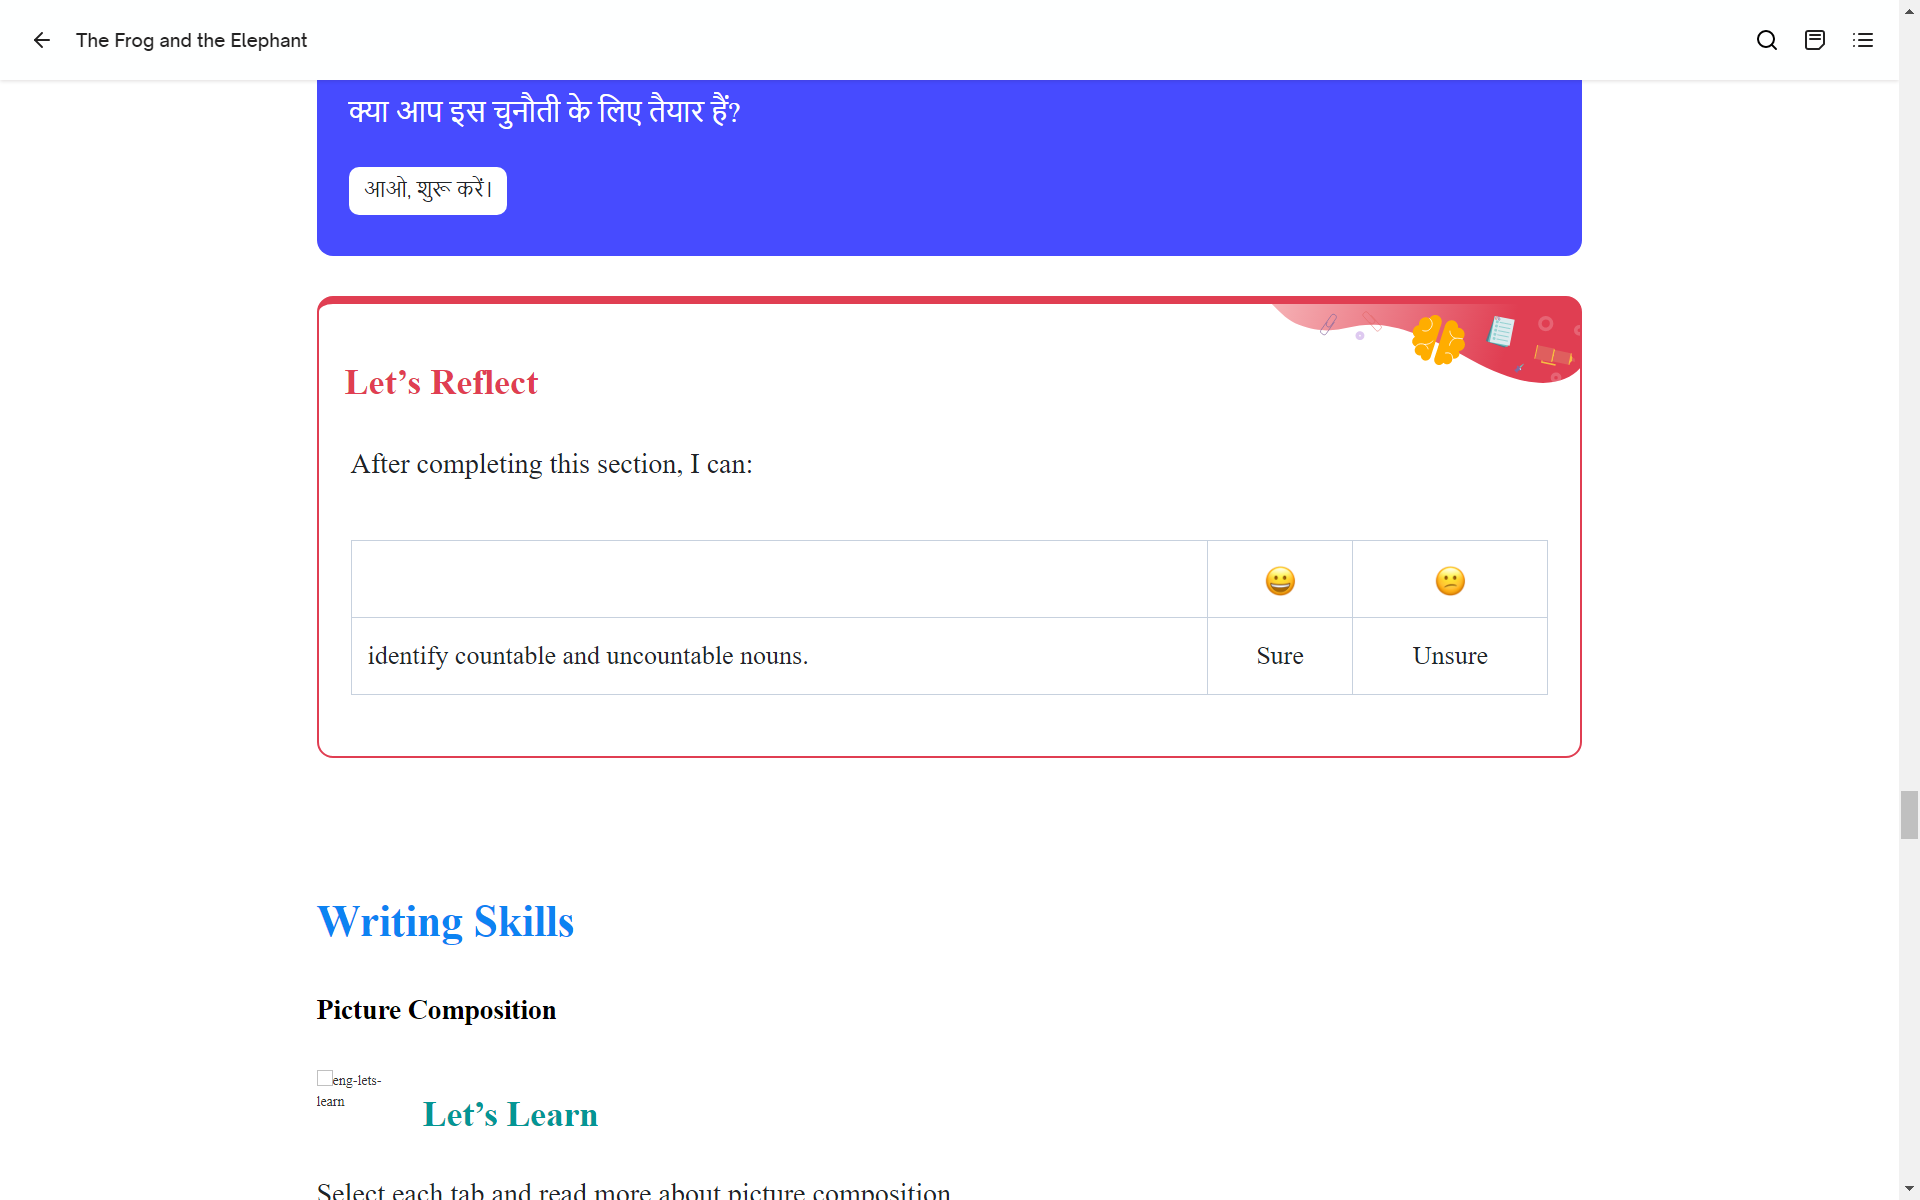 The Frog and the Elephant
क्या आप इस चुनौती के लिए तैयार हैं?
आओ, शुरू करें।
Let’s Reflect
After completing this section, I can:
identify countable and uncountable nouns. Sure Unsure
Writing Skills
Picture Composition
eng-lets-
learn
Let’s Learn
Select each tab and read more about picture composition